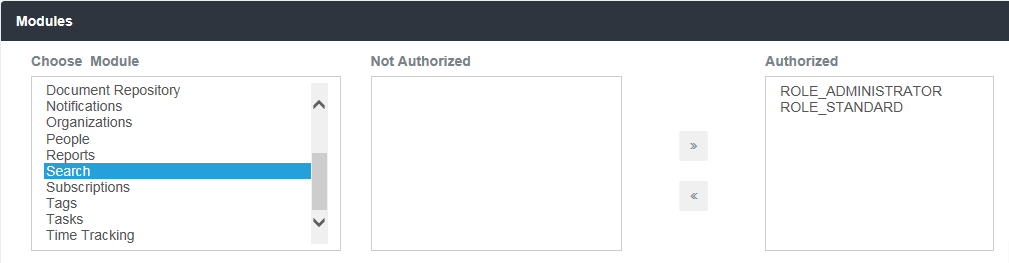 Modules
Choose Module
Not Authorized
Authorized
Document Repository
Notifications
Organizations
People
Reports
Search
Subscriptions
Tags
Tasks
Time Tracking
»
«
ROLE_ADMINISTRATOR
ROLE_STANDARD